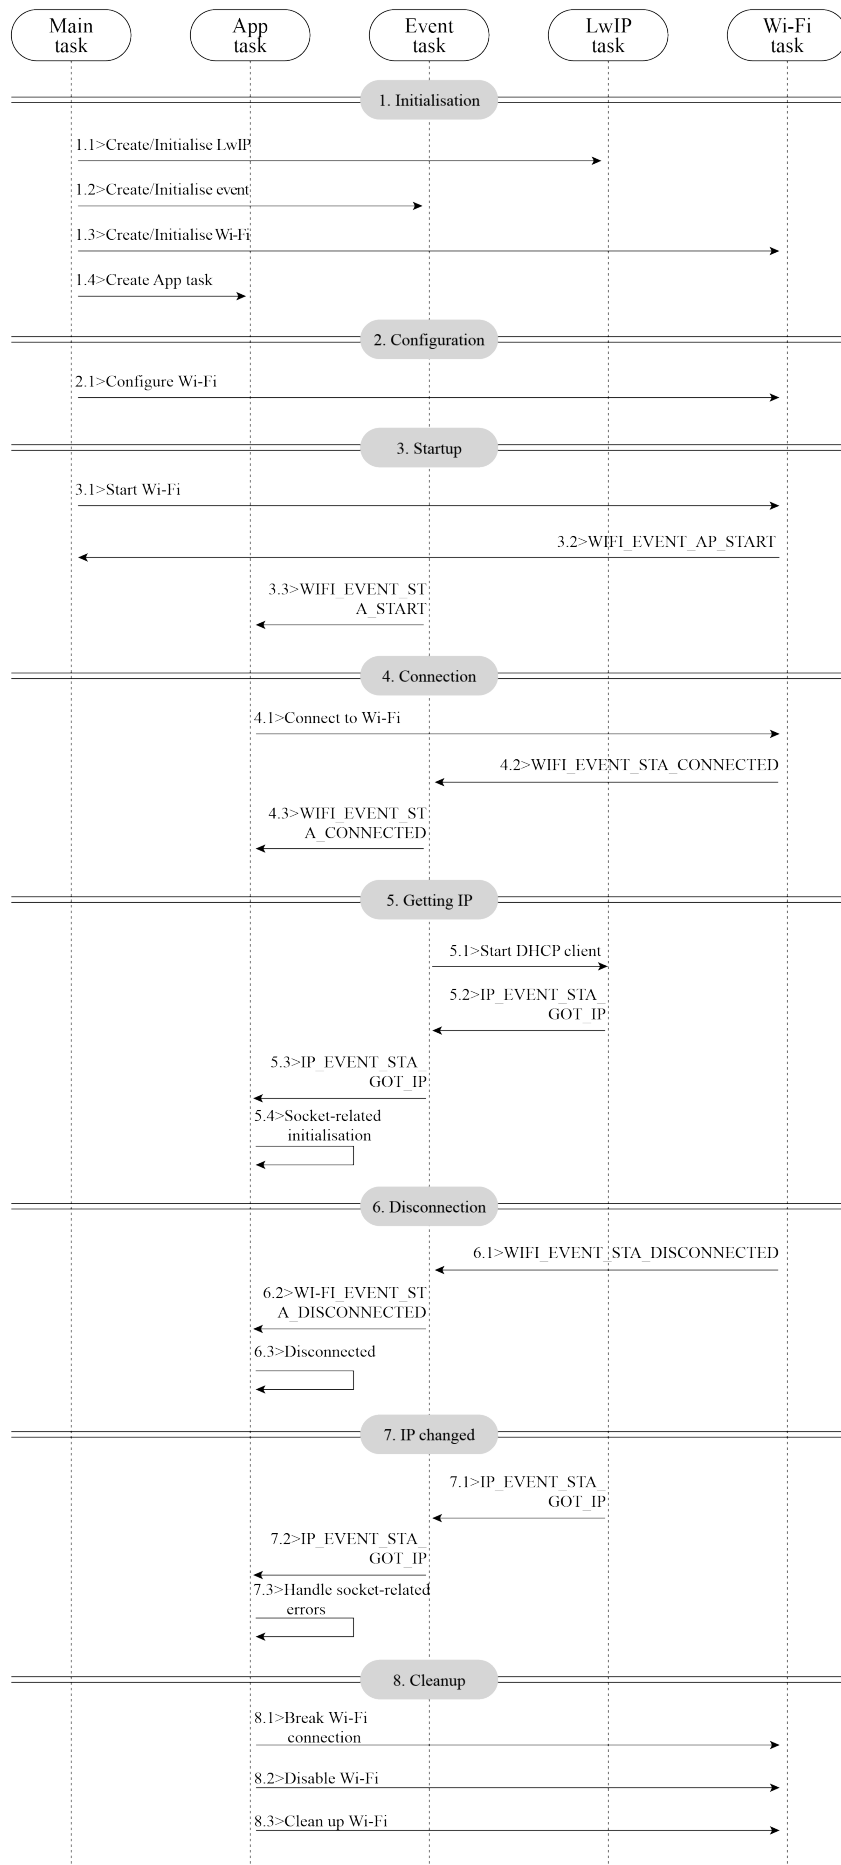 Main
task
App
task
Event
task
LwIP
task
Wi-Fi
task
1. Initialisation
1.1>Create/Initialise LwIP
1.2>Create/Initialise event
1.3>Create/Initialise Wi-Fi
1.4>Create App task
2. Configuration
2.1>Configure Wi-Fi
3. Startup
3.1>Start Wi-Fi
3.2>WIFI_EVENT_AP_START
3.3>WIFI_EVENT_ST
A_START
4. Connection
4.1>Connect to Wi-Fi
4.2>WIFI_EVENT_STA_CONNECTED
4.3>WIFI_EVENT_ST
A_CONNECTED
5. Getting IP
5.1>Start DHCP client
5.2>IP_EVENT_STA_
GOT_IP
5.3>IP_EVENT_STA_
GOT_IP
5.4>Socket-related
initialisation
6. Disconnection
6.1>WIFI_EVENT_STA_DISCONNECTED
6.2>WI-FI_EVENT_ST
A_DISCONNECTED
6.3>Disconnected
7. IP changed
7.1>IP_EVENT_STA_
GOT_IP
7.2>IP_EVENT_STA_
GOT_IP
7.3>Handle socket-related
errors
8. Cleanup
8.1>Break Wi-Fi
connection
8.2>Disable Wi-Fi
8.3>Clean up Wi-Fi